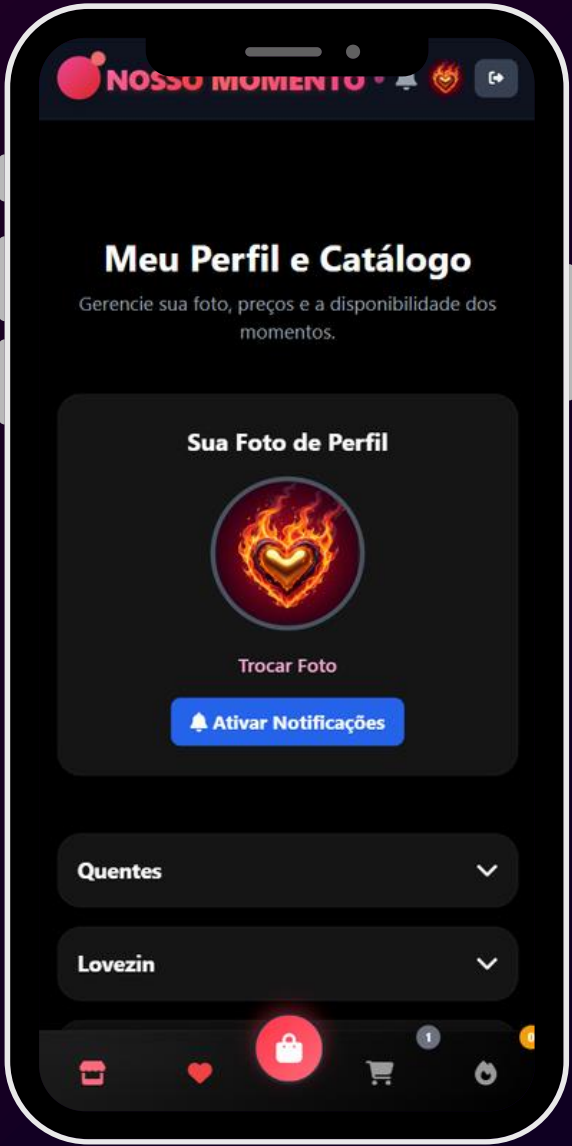 NOSSO MOMENTO
Meu Perfil e Catálogo
Gerencie sua foto, preços e a disponibilidade dos
momentos.
Sua Foto de Perfil
Trocar Foto
Ativar Notificações
Quentes
Lovezin
1